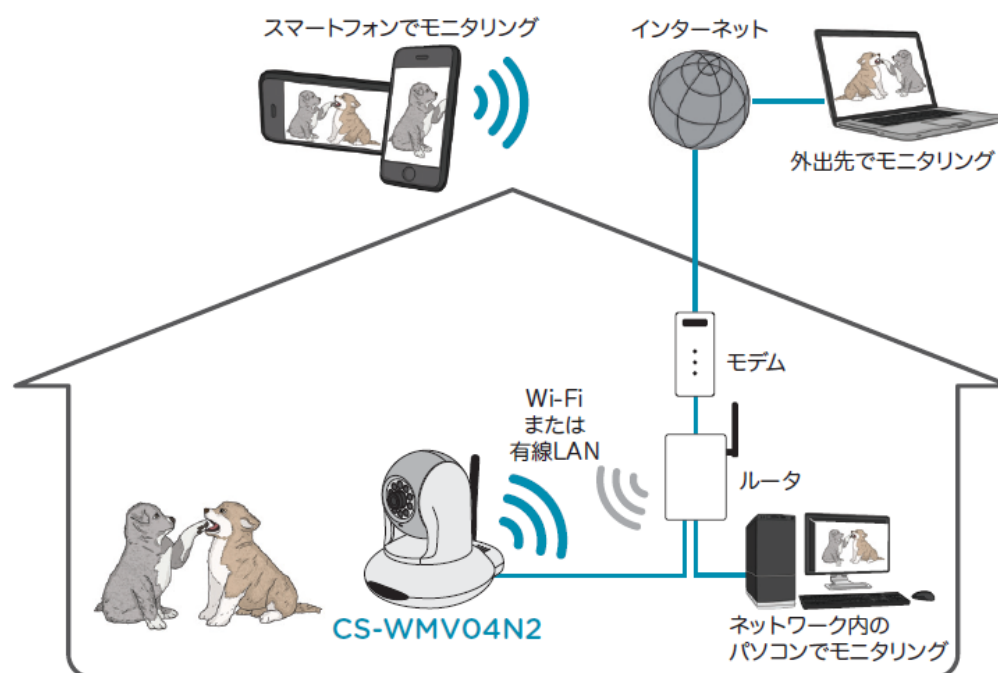 スマートフォンでモニタリング
インターネット
外出先でモニタリング
モデム
Wi-Fi
または
有線LAN
ルータ
CS-WMV04N2
ネットワーク内の
パソコンでモニタリング